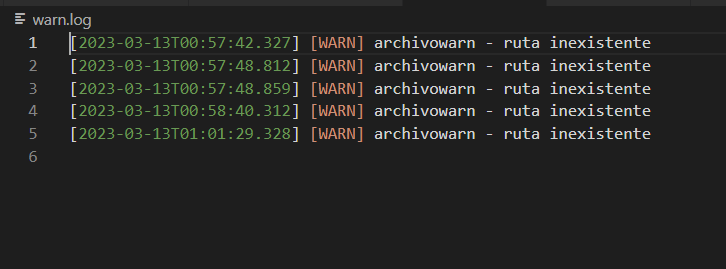 warn.log
1 [2023-03-13T00:57:42.327] [WARN] archivowarn - ruta inexistente
2 [2023-03-13T00:57:48.812] [WARN] archivowarn - ruta inexistente
3 [2023-03-13T00:57:48.859] [WARN] archivowarn - ruta inexistente
4 [2023-03-13T00:58:40.312] [WARN] archivowarn - ruta inexistente
5 [2023-03-13T01:01:29.328] [WARN] archivowarn - ruta inexistente
6